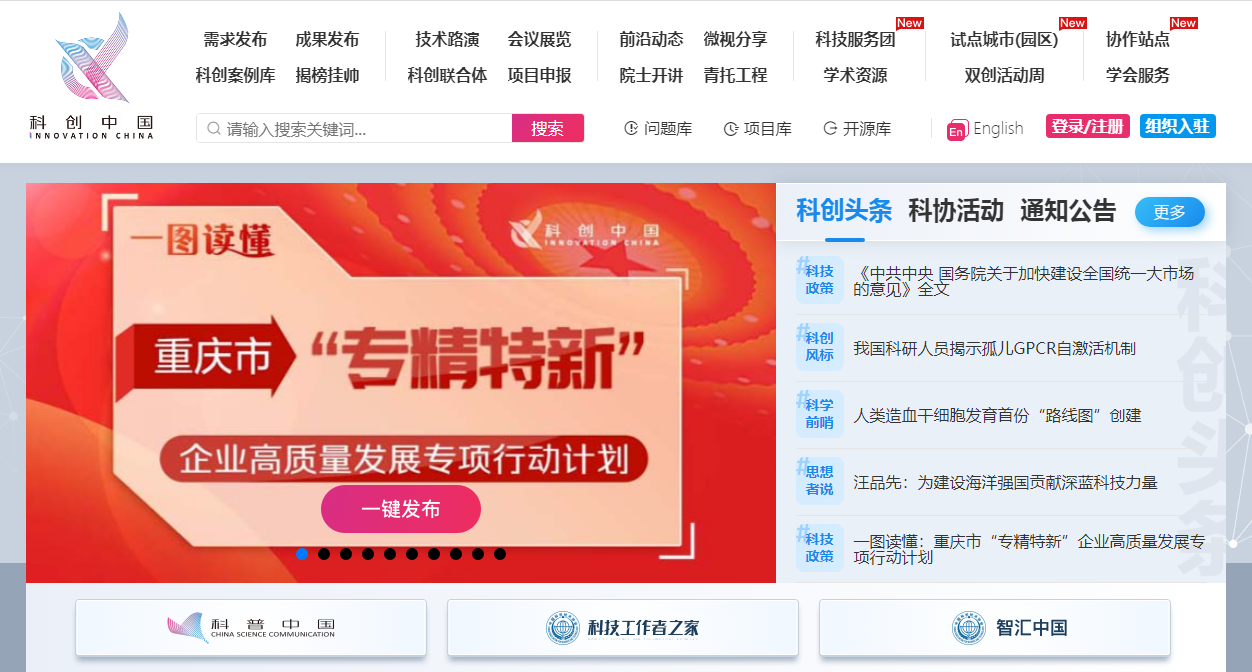 需求发布 成果发布 技术路演 会议展览 前沿动态 微视分享 科技服务团 New 试点城市(园区) New 协作站点 New
科创案例库 揭榜挂帅 科创联合体 项目申报 院士开讲 青托工程 学术资源 双创活动周 学会服务
科创中国
INNOVATION CHINA
请输入搜索关键词... 搜索 问题库 项目库 开源库 En English 登录/注册 组织入驻
一图读懂
科创中国
INNOVATION CHINA
重庆市 “专精特新”
企业高质量发展专项行动计划
一键发布
科创头条 科协活动 通知公告 更多
#科技
政策
《中共中央 国务院关于加快建设全国统一大市场
的意见》全文
#科创
风标
我国科研人员揭示孤儿GPCR自激活机制
#科学
前哨
人类造血干细胞发育首份“路线图”创建
#思想
者说
汪品先：为建设海洋强国贡献深蓝科技力量
#科技
政策
一图读懂：重庆市“专精特新”企业高质量发展专
项行动计划
科创头条
科普中国
CHINA SCIENCE COMMUNICATION
科技工作者之家
智汇中国